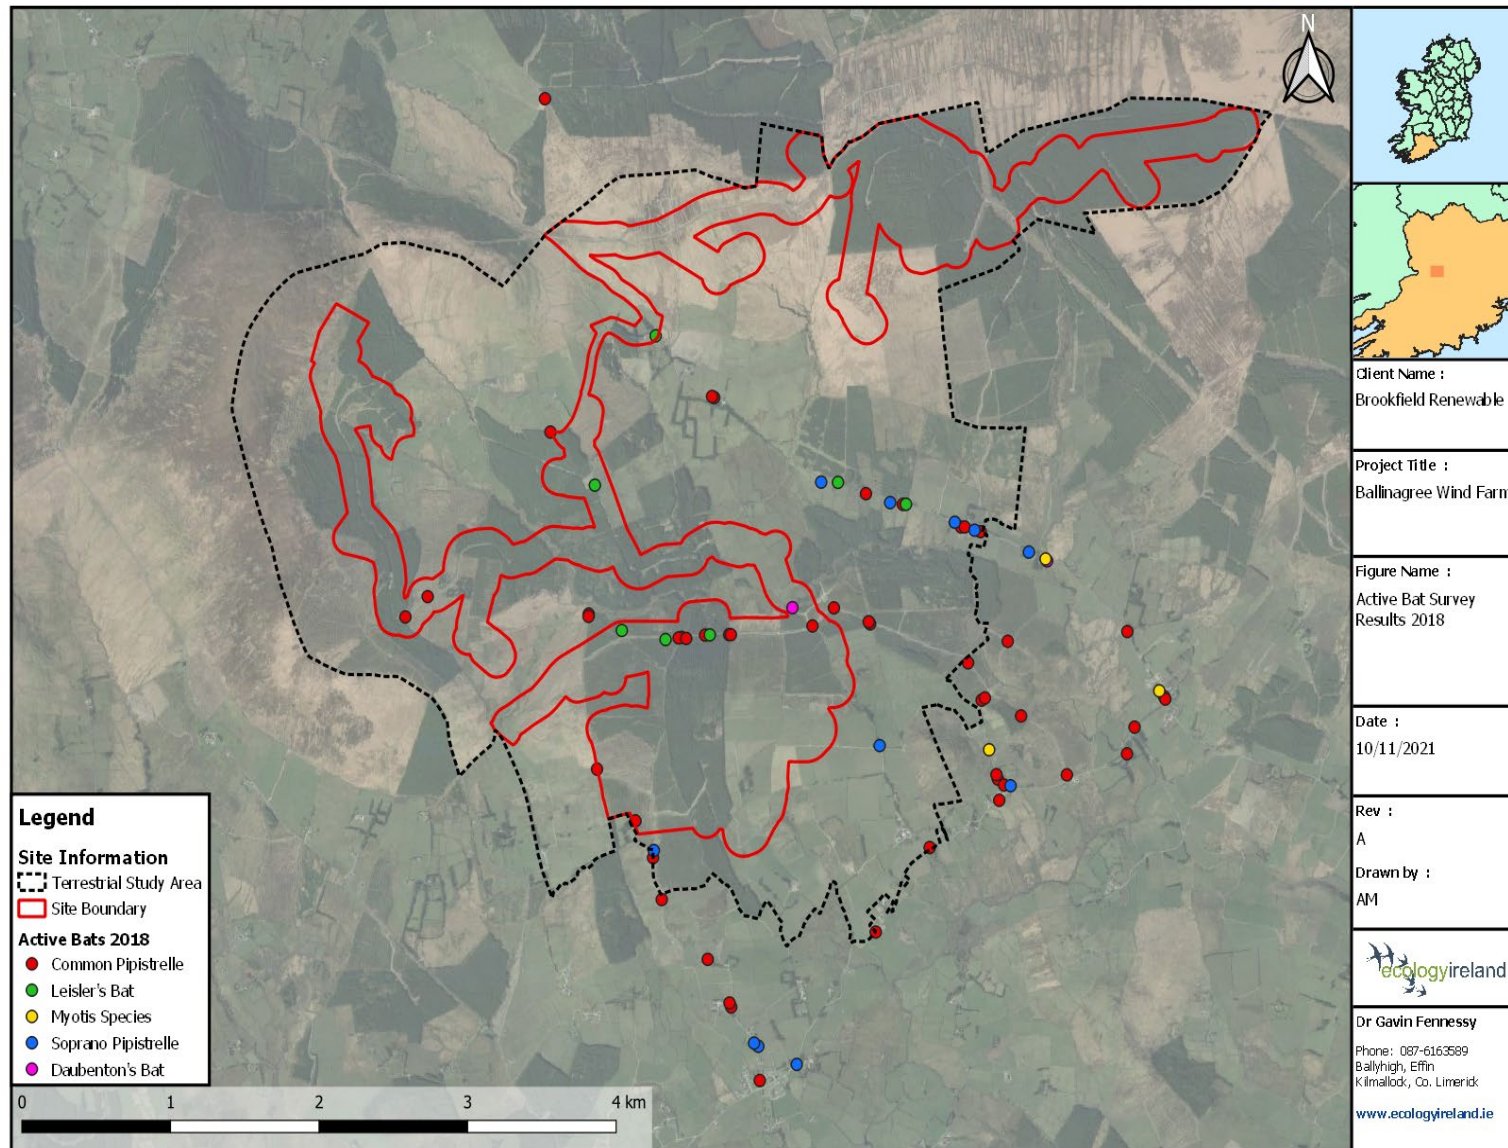 N
Legend
Site Information
Terrestrial Study Area
Site Boundary
Active Bats 2018
Common Pipistrelle
Leisler's Bat
Myotis Species
Soprano Pipistrelle
Daubenton's Bat
0 1 2 3 4 km
Client Name :
Brookfield Renewable
Project Title :
Ballinagree Wind Farm
Figure Name :
Active Bat Survey
Results 2018
Date :
10/11/2021
Rev :
A
Drawn by :
AM
ecologyireland
Dr Gavin Fennessy
Phone: 087-6163589
Ballyhigh, Effin
Kilmallock, Co. Limerick
www.ecologyireland.ie